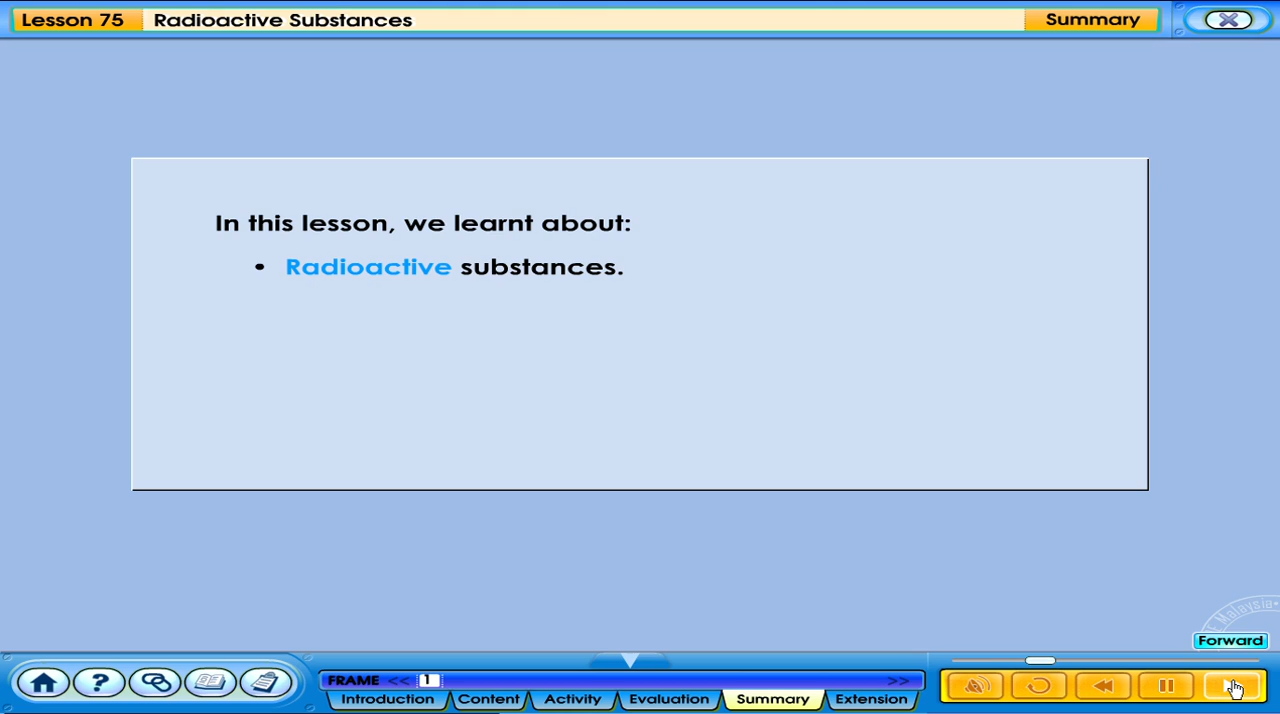 Lesson 75 Radioactive Substances Summary
In this lesson, we learnt about:
• Radioactive substances.
Malaysia
Forward
FRAME << 1 >>
Introduction Content Activity Evaluation Summary Extension